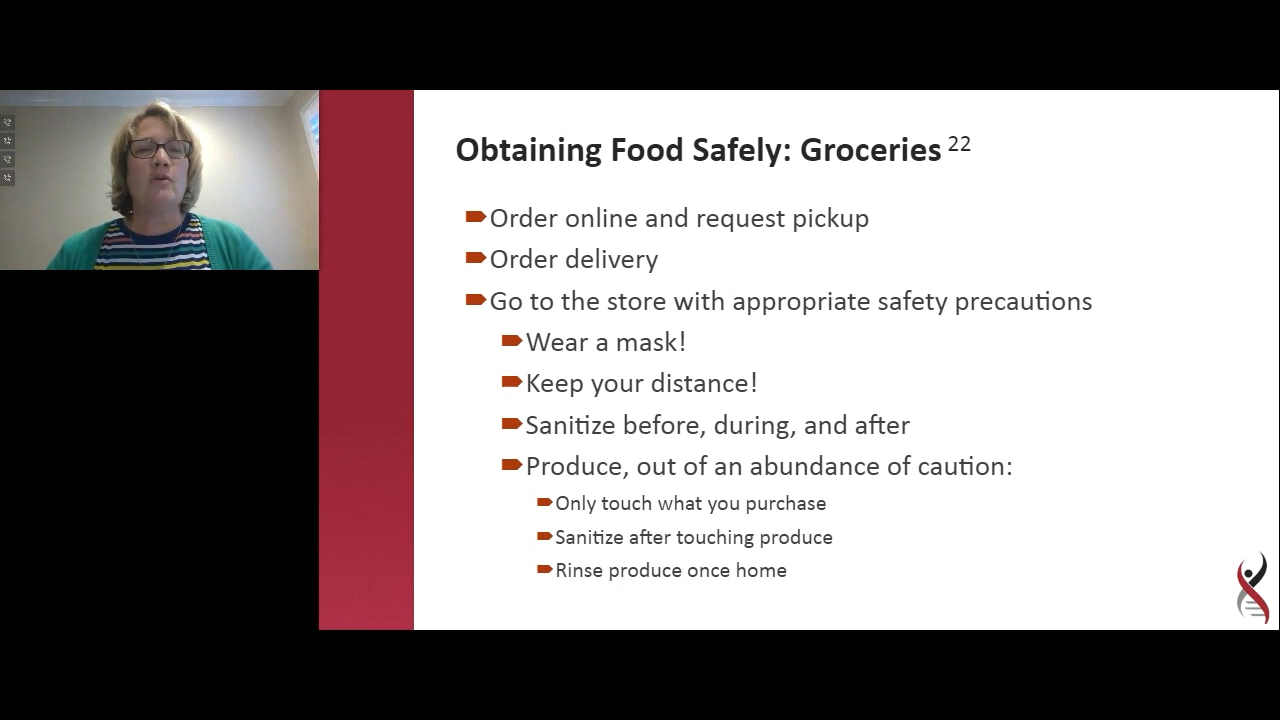 Obtaining Food Safely: Groceries 22
Order online and request pickup
Order delivery
Go to the store with appropriate safety precautions
Wear a mask!
Keep your distance!
Sanitize before, during, and after
Produce, out of an abundance of caution:
Only touch what you purchase
Sanitize after touching produce
Rinse produce once home